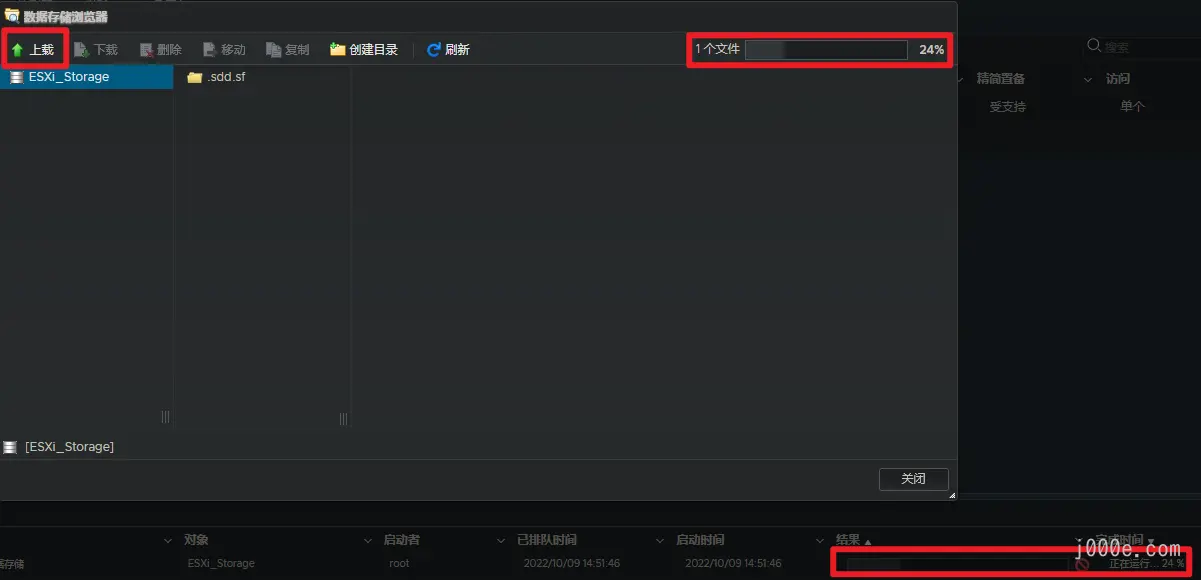 数据存储浏览器
上载 下载 删除 移动 复制 创建目录 刷新 1 个文件 24%
搜索
ESXi_Storage .sdd.sf
精简置备 访问
受支持 单个
[ESXi_Storage]
关闭
对象 启动者 已排队时间 启动时间 结果 完成时间
j000e.com
据存储 ESXi_Storage root 2022/10/09 14:51:46 2022/10/09 14:51:46 正在运行... 24 %